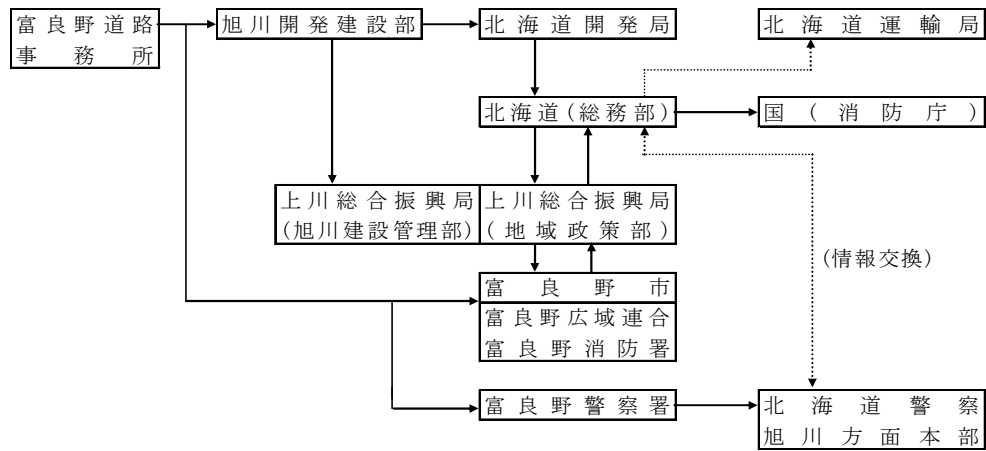 富良野道路
事務所
旭川開発建設部
北海道開発局
北海道運輸局
北海道(総務部)
国(消防庁)
上川総合振興局
(旭川建設管理部)
上川総合振興局
(地域政策部)
(情報交換)
富良野市
富良野広域連合
富良野消防署
富良野警察署
北海道警察
旭川方面本部